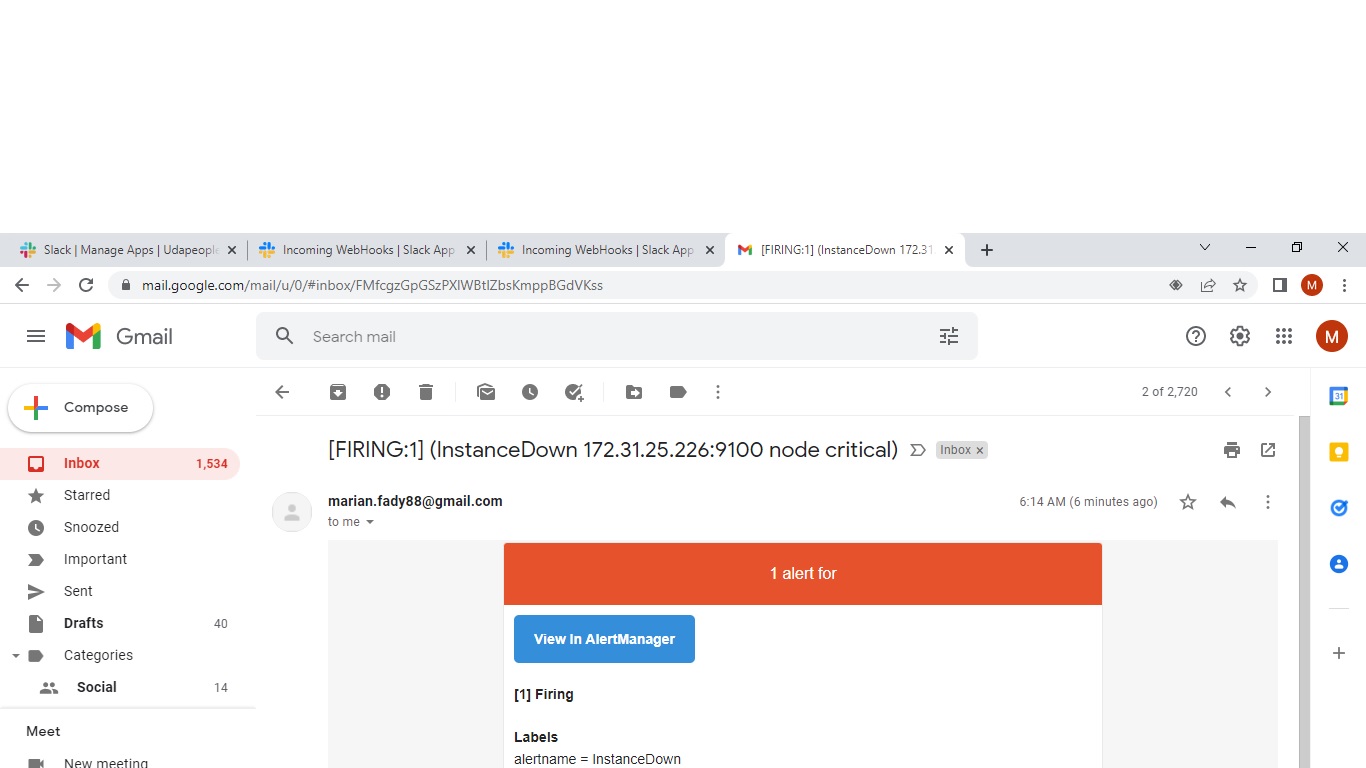 Slack | Manage Apps | Udapeople
Incoming WebHooks | Slack App
Incoming WebHooks | Slack App
[FIRING:1] (InstanceDown 172.31
mail.google.com/mail/u/0/#inbox/FMfcgzGpGSzPXlWBtlZbsKmppBGdVKss
M
Gmail
Search mail
M
Compose
2 of 2,720
31
[FIRING:1] (InstanceDown 172.31.25.226:9100 node critical)
Inbox x
Inbox 1,534
Starred
Snoozed
Important
Sent
Drafts 40
Categories
Social 14
Meet
New meeting
marian.fady88@gmail.com
6:14 AM (6 minutes ago)
to me
1 alert for
View In AlertManager
[1] Firing
Labels
alertname = InstanceDown